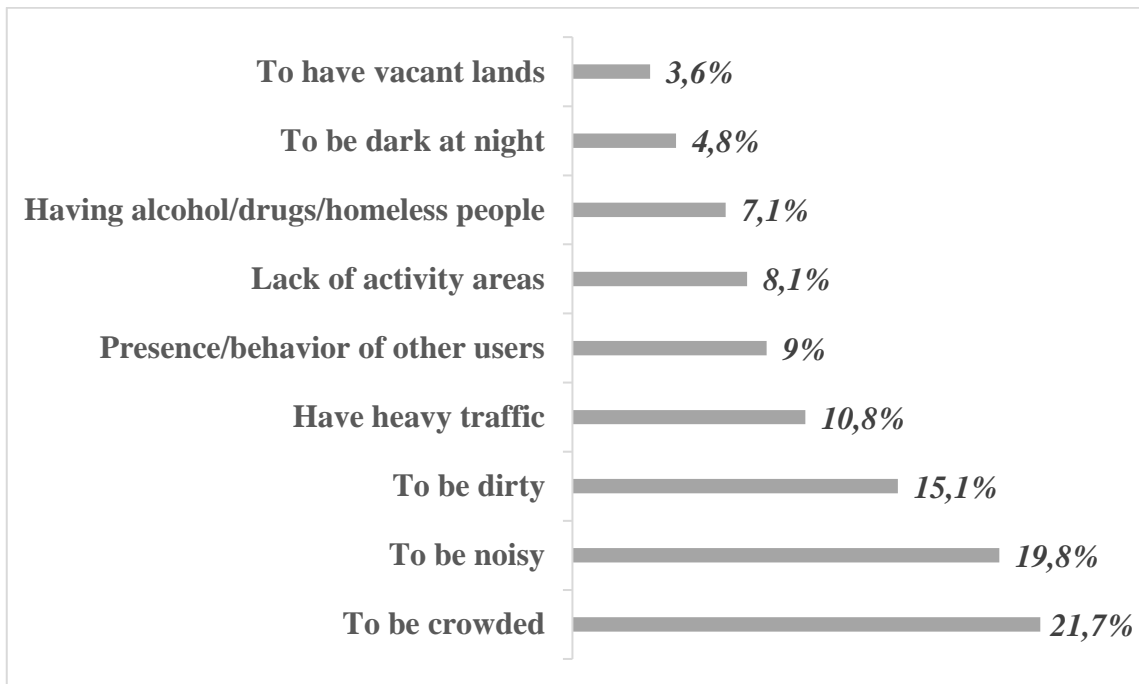 To have vacant lands 3,6%
To be dark at night 4,8%
Having alcohol/drugs/homeless people 7,1%
Lack of activity areas 8,1%
Presence/behavior of other users 9%
Have heavy traffic 10,8%
To be dirty 15,1%
To be noisy 19,8%
To be crowded 21,7%